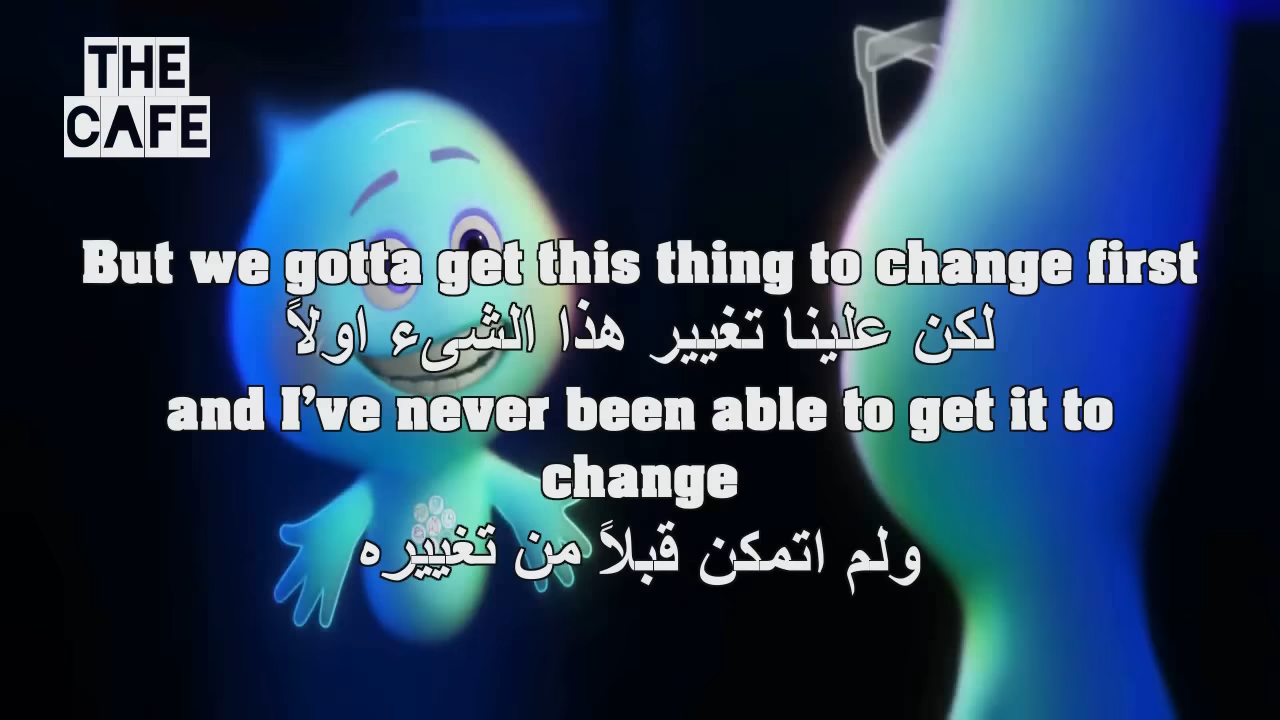 THE
CAFE
But we gotta get this thing to change first
لكن علينا تغيير هذا الشىء اولاً
and I've never been able to get it to
change
ولم اتمكن قبلاً من تغييره